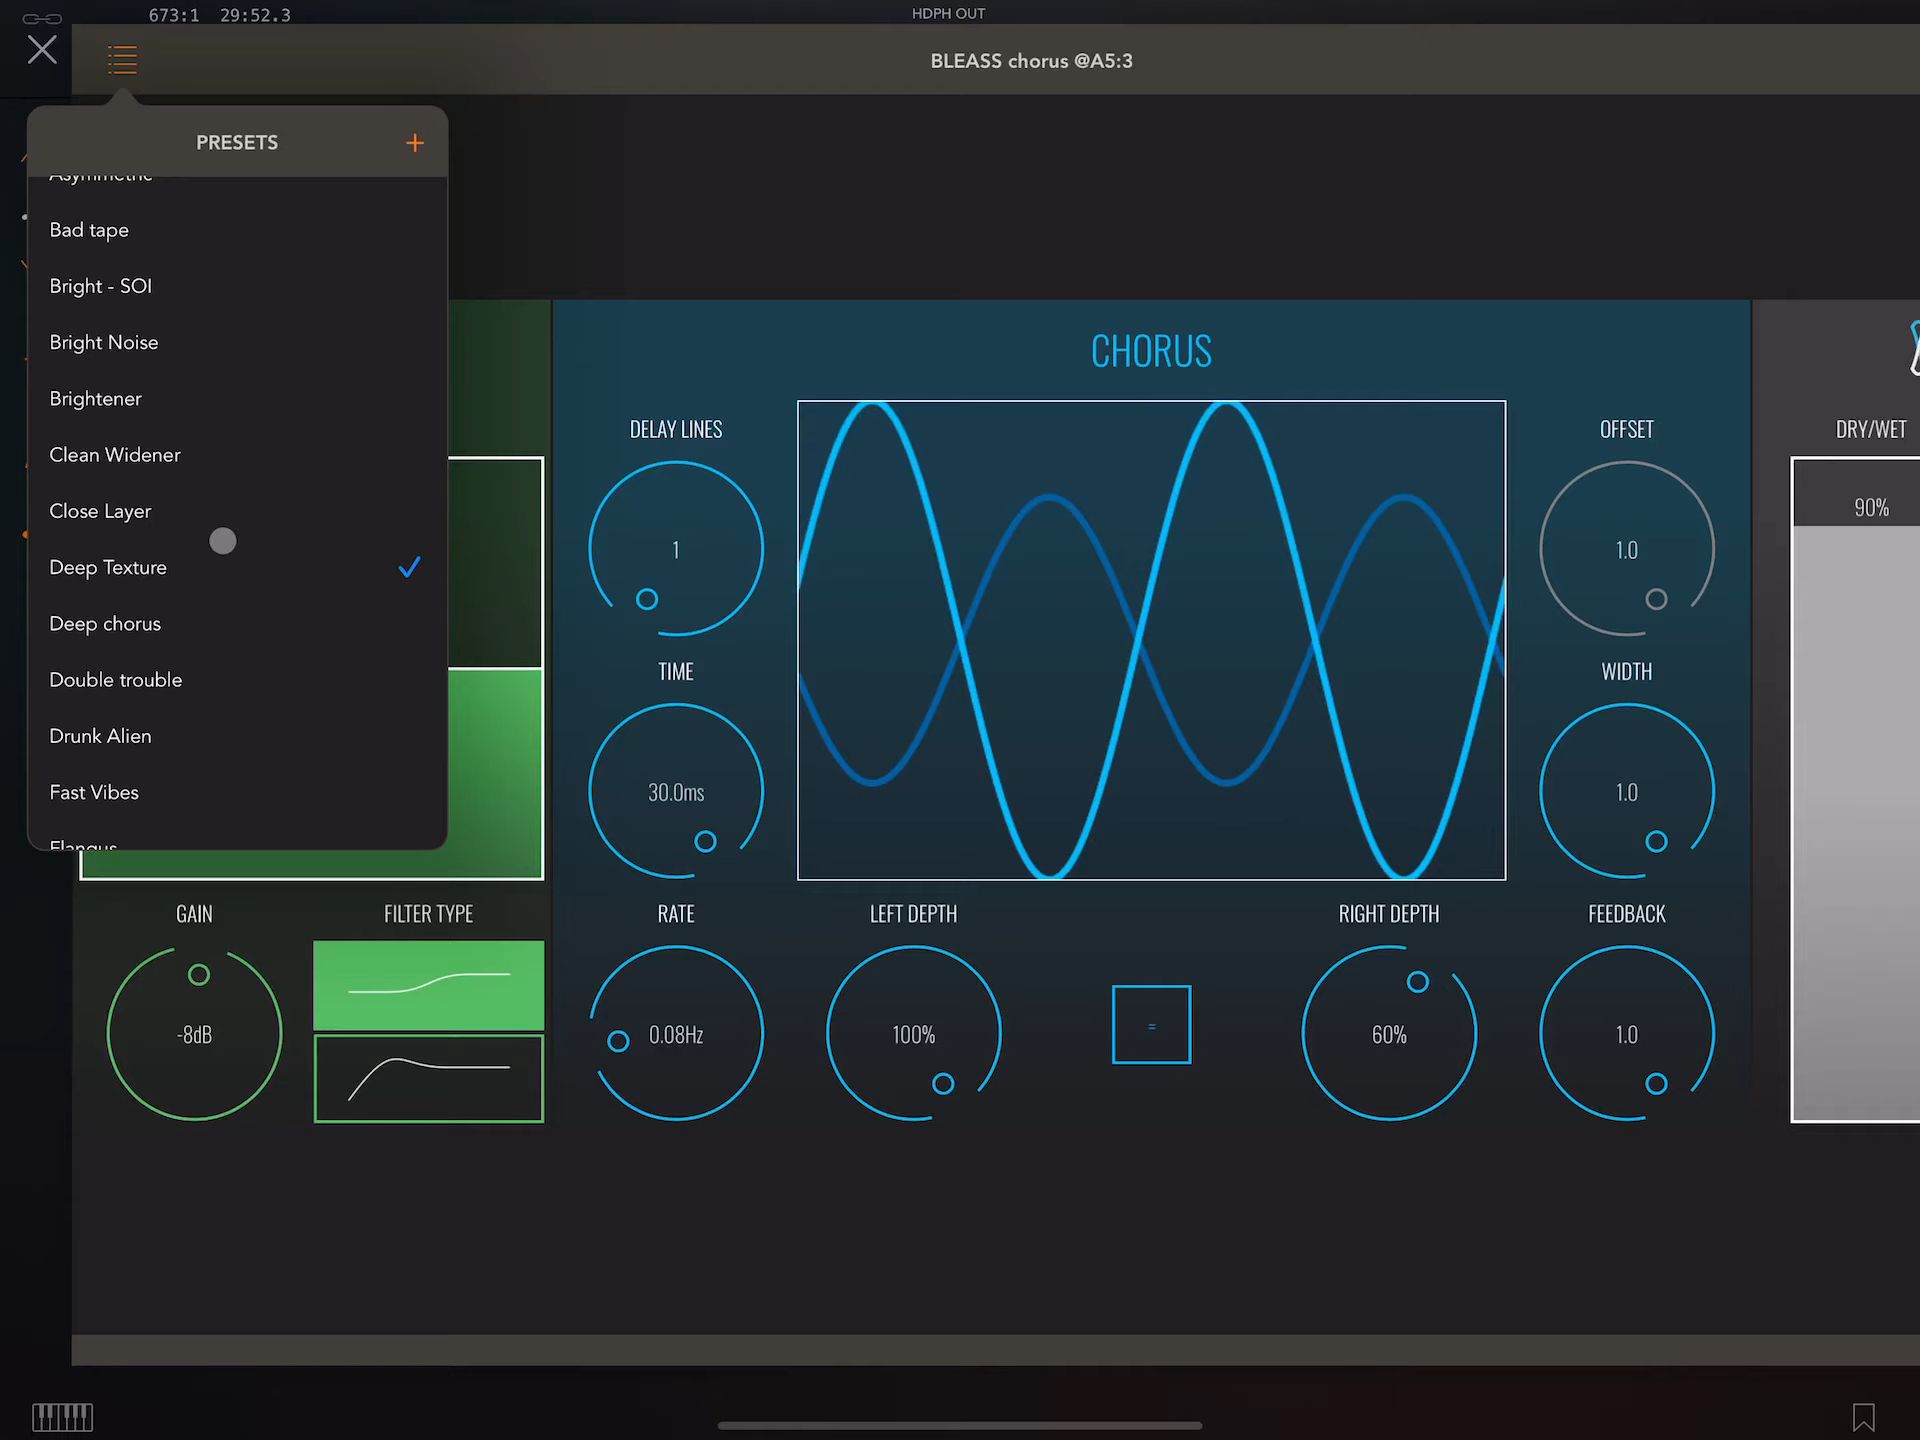 673:1 29:52.3
HDPH OUT
BLEASS chorus @A5:3
PRESETS
+
Asymmetric
Bad tape
Bright - SOI
Bright Noise
Brightener
Clean Widener
Close Layer
Deep Texture
Deep chorus
Double trouble
Drunk Alien
Fast Vibes
Flangus
GAIN
-8dB
FILTER TYPE
CHORUS
DELAY LINES
1
TIME
30.0ms
RATE
0.08Hz
LEFT DEPTH
100%
=
RIGHT DEPTH
60%
OFFSET
1.0
WIDTH
1.0
FEEDBACK
1.0
DRY/WET
90%